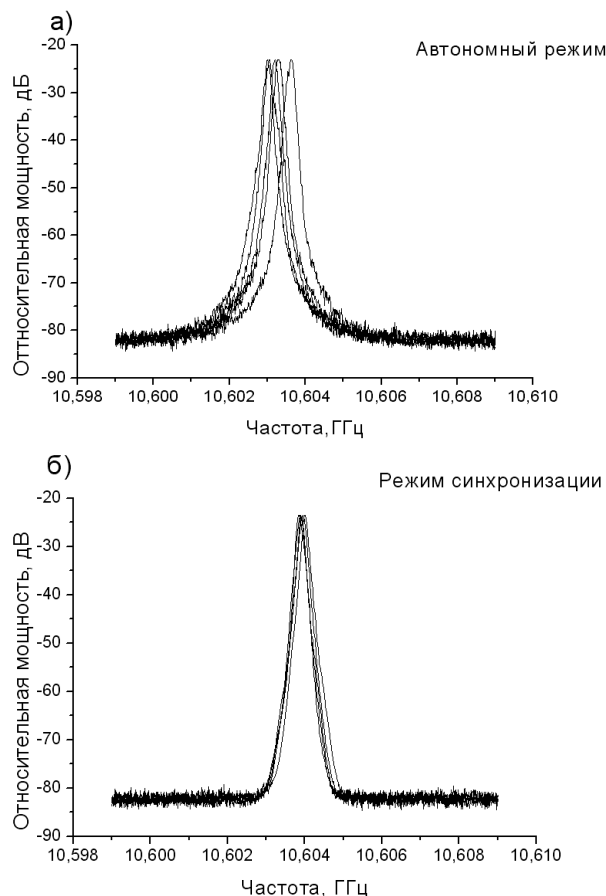 а)
Автономный режим
Оттносительная мощность, дБ
-20
-30
-40
-50
-60
-70
-80
-90
10,598 10,600 10,602 10,604 10,606 10,608 10,610
Частота,ГГц
б)
Режим синхронизации
Относительная мощность, дВ
-20
-30
-40
-50
-60
-70
-80
-90
10,598 10,600 10,602 10,604 10,606 10,608 10,610
Частота, ГГц